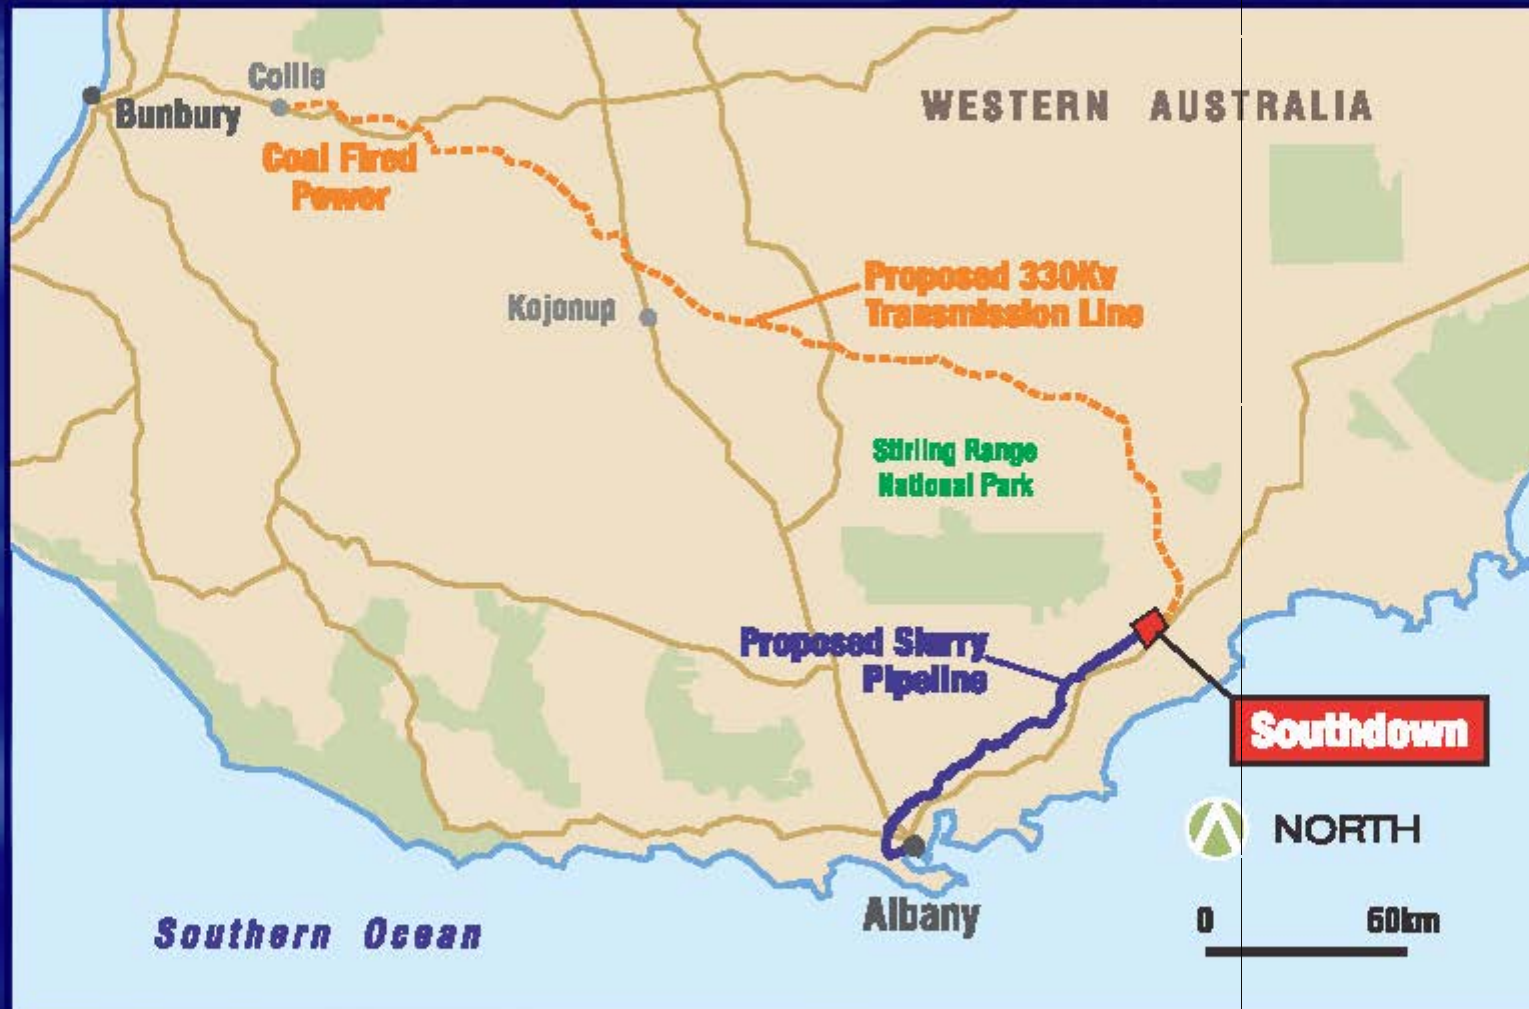 Collie
Bunbury
WESTERN AUSTRALIA
Coal Fired
Power
Proposed 330Kv
Transmission Line
Kojonup
Stirling Range
National Park
Proposed Slurry
Pipeline
Southdown
NORTH
Albany
0 50km
Southern Ocean